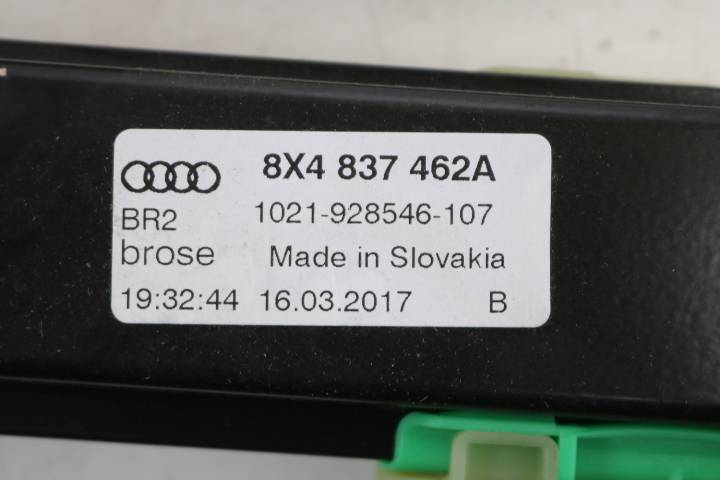 8X4 837 462A
BR2 1021-928546-107
brose Made in Slovakia
19:32:44 16.03.2017 B